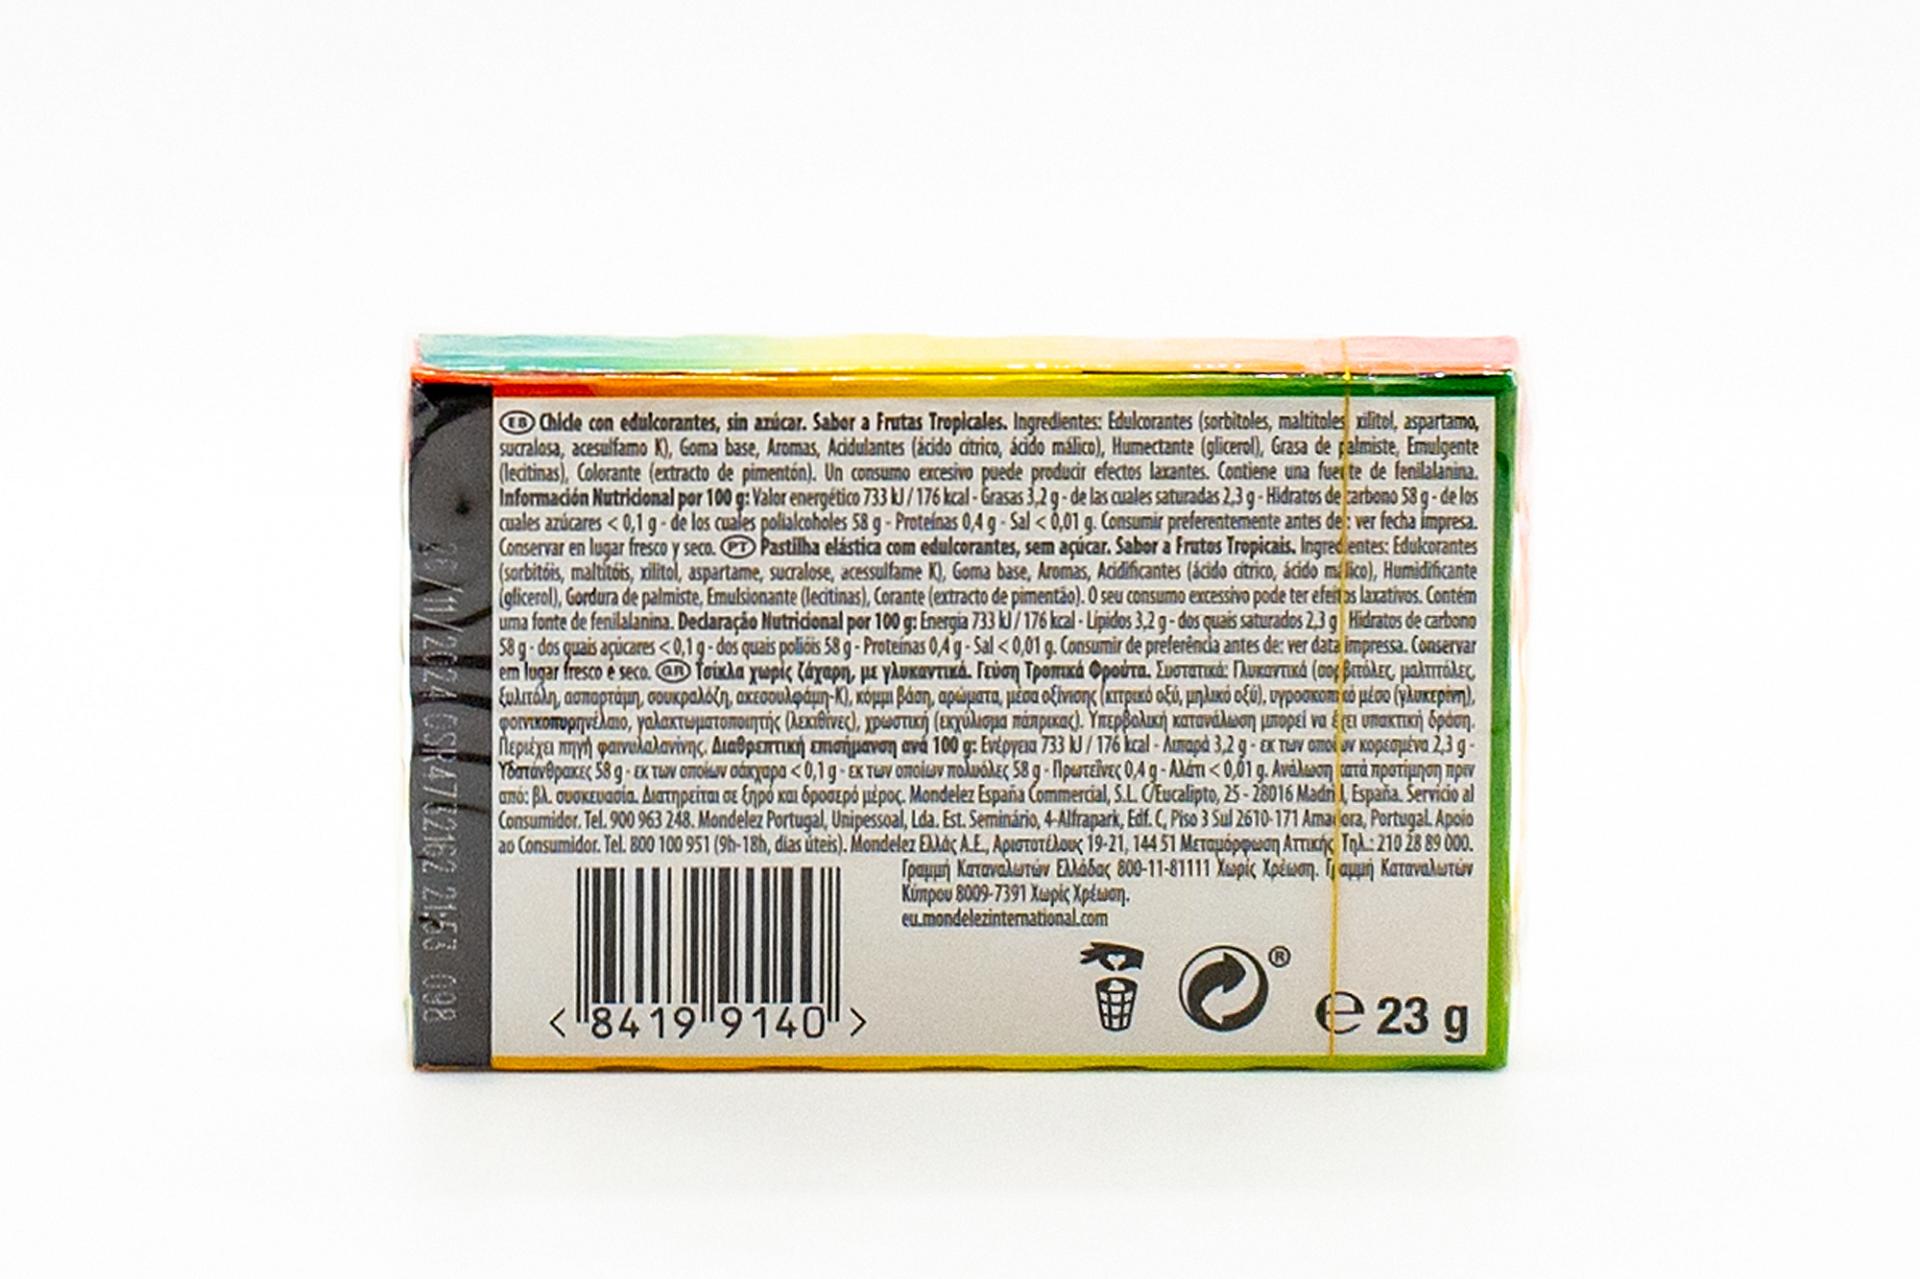 ES Chicle con edulcorantes, sin azúcar. Sabor a Frutas Tropicales. Ingredientes: Edulcorantes (sorbitoles, maltitoles, xilitol, aspartamo,
sucralosa, acesulfamo K), Goma base, Aromas, Acidulantes (ácido cítrico, ácido málico), Humectante (glicerol), Grasa de palmiste, Emulgente
(lecitinas), Colorante (extracto de pimentón). Un consumo excesivo puede producir efectos laxantes. Contiene una fuente de fenilalanina.
Información Nutricional por 100 g: Valor energético 733 kJ / 176 kcal - Grasas 3,2 g - de las cuales saturadas 2,3 g - Hidratos de carbono 58 g - de los
cuales azúcares < 0,1 g - de los cuales polialcoholes 58 g - Proteínas 0,4 g - Sal < 0,01 g. Consumir preferentemente antes de: ver fecha impresa.
Conservar en lugar fresco y seco. PT Pastilha elástica com edulcorantes, sem açúcar. Sabor a Frutos Tropicais. Ingredientes: Edulcorantes
(sorbitóis, maltitóis, xilitol, aspartame, sucralose, acessulfame K), Goma base, Aromas, Acidificantes (ácido cítrico, ácido málico), Humidificante
(glicerol), Gordura de palmiste, Emulsionante (lecitinas), Corante (extracto de pimentão). O seu consumo excessivo pode ter efeitos laxativos. Contém
uma fonte de fenilalanina. Declaração Nutricional por 100 g: Energia 733 kJ / 176 kcal - Lípidos 3,2 g - dos quais saturados 2,3 g Hidratos de carbono
58 g - dos quais açúcares < 0,1 g - dos quais polióis 58 g - Proteínas 0,4 g - Sal < 0,01 g. Consumir de preferência antes de: ver data impressa. Conservar
em lugar fresco e seco. GR Τσίκλα χωρίς ζάχαρη, με γλυκαντικά. Γεύση Τροπικά Φρούτα. Συστατικά: Γλυκαντικά (σορβιτόλες, μαλτιτόλες,
ξυλιτόλη, ασπαρτάμη, σουκραλόζη, ακεσουλφάμη-K), κόμμι βάση, αρώματα, μέσα οξίνισης (κιτρικό οξύ, μηλικό οξύ), υγροσκοπικό μέσο (γλυκερίνη),
φοινικοπυρηνέλαιο, γαλακτωματοποιητής (λεκιθίνες), χρωστική (εκχύλισμα πάπρικας). Υπερβολική κατανάλωση μπορεί να έχει υπακτική δράση.
Περιέχει πηγή φαινυλαλανίνης. Διαθρεπτική επισήμανση ανά 100 g: Ενέργεια 733 kJ / 176 kcal - Λιπαρά 3,2 g - εκ των οποίων κορεσμένα 2,3 g -
Υδατάνθρακες 58 g - εκ των οποίων σάκχαρα < 0,1 g - εκ των οποίων πολυόλες 58 g - Πρωτεΐνες 0,4 g - Αλάτι < 0,01 g. Ανάλωση κατά προτίμηση πριν
από: βλ. συσκευασία. Διατηρείται σε ξηρό και δροσερό μέρος. Mondelez España Commercial, S.L. C/Eucalipto, 25 - 28016 Madrid, España. Servicio al
Consumidor. Tel. 900 963 248. Mondelez Portugal, Unipessoal, Lda. Est. Seminário, 4-Alfrapark, Edf. C, Piso 3 Sul 2610-171 Amadora, Portugal. Apoio
ao Consumidor. Tel. 800 100 951 (9h-18h, dias úteis). Mondelez Ελλάς Α.Ε., Αριστοτέλους 19-21, 144 51 Μεταμόρφωση Αττικής Τηλ.: 210 28 89 000.
Γραμμή Καταναλωτών Ελλάδας 800-11-81111 Χωρίς Χρέωση. Γραμμή Καταναλωτών
Κύπρου 8009-7391 Χωρίς Χρέωση.
eu.mondelezinternational.com
< 8419 9140 >
® ℮ 23 g